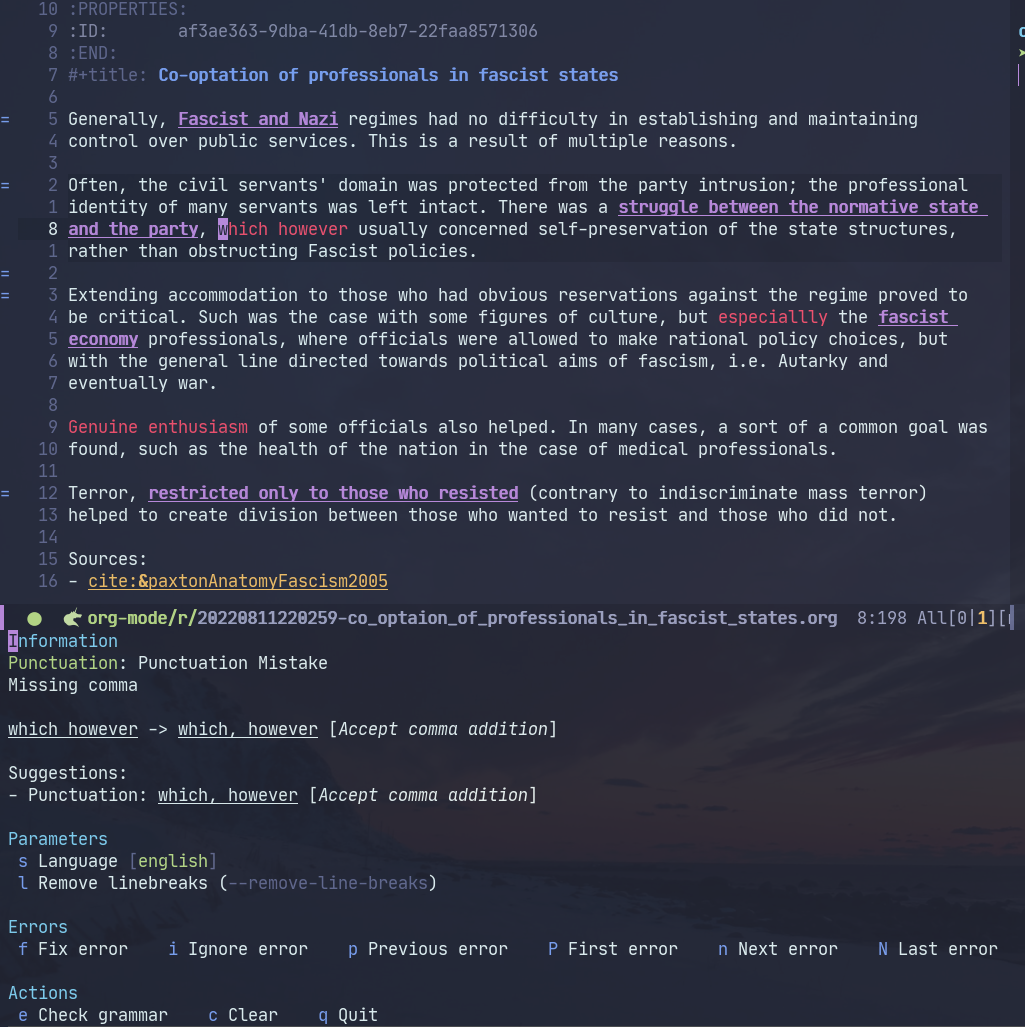 10 :PROPERTIES:
9 :ID:       af3ae363-9dba-41db-8eb7-22faa8571306
8 :END:
7 #+title: Co-optation of professionals in fascist states
6
= 5 Generally, Fascist and Nazi regimes had no difficulty in establishing and maintaining
4 control over public services. This is a result of multiple reasons.
3
= 2 Often, the civil servants' domain was protected from the party intrusion; the professional
1 identity of many servants was left intact. There was a struggle between the normative state
8 and the party, which however usually concerned self-preservation of the state structures,
1 rather than obstructing Fascist policies.
= 2
= 3 Extending accommodation to those who had obvious reservations against the regime proved to
4 be critical. Such was the case with some figures of culture, but especiallly the fascist
5 economy professionals, where officials were allowed to make rational policy choices, but
6 with the general line directed towards political aims of fascism, i.e. Autarky and
7 eventually war.
8
9 Genuine enthusiasm of some officials also helped. In many cases, a sort of a common goal was
10 found, such as the health of the nation in the case of medical professionals.
11
= 12 Terror, restricted only to those who resisted (contrary to indiscriminate mass terror)
13 helped to create division between those who wanted to resist and those who did not.
14
15 Sources:
16 - cite:&paxtonAnatomyFascism2005
org-mode/r/20220811220259-co_optaion_of_professionals_in_fascist_states.org 8:198 All[0|1][
Information
Punctuation: Punctuation Mistake
Missing comma
which however -> which, however [Accept comma addition]
Suggestions:
- Punctuation: which, however [Accept comma addition]
Parameters
s Language [english]
l Remove linebreaks (--remove-line-breaks)
Errors
f Fix error    i Ignore error    p Previous error    P First error    n Next error    N Last error
Actions
e Check grammar    c Clear    q Quit